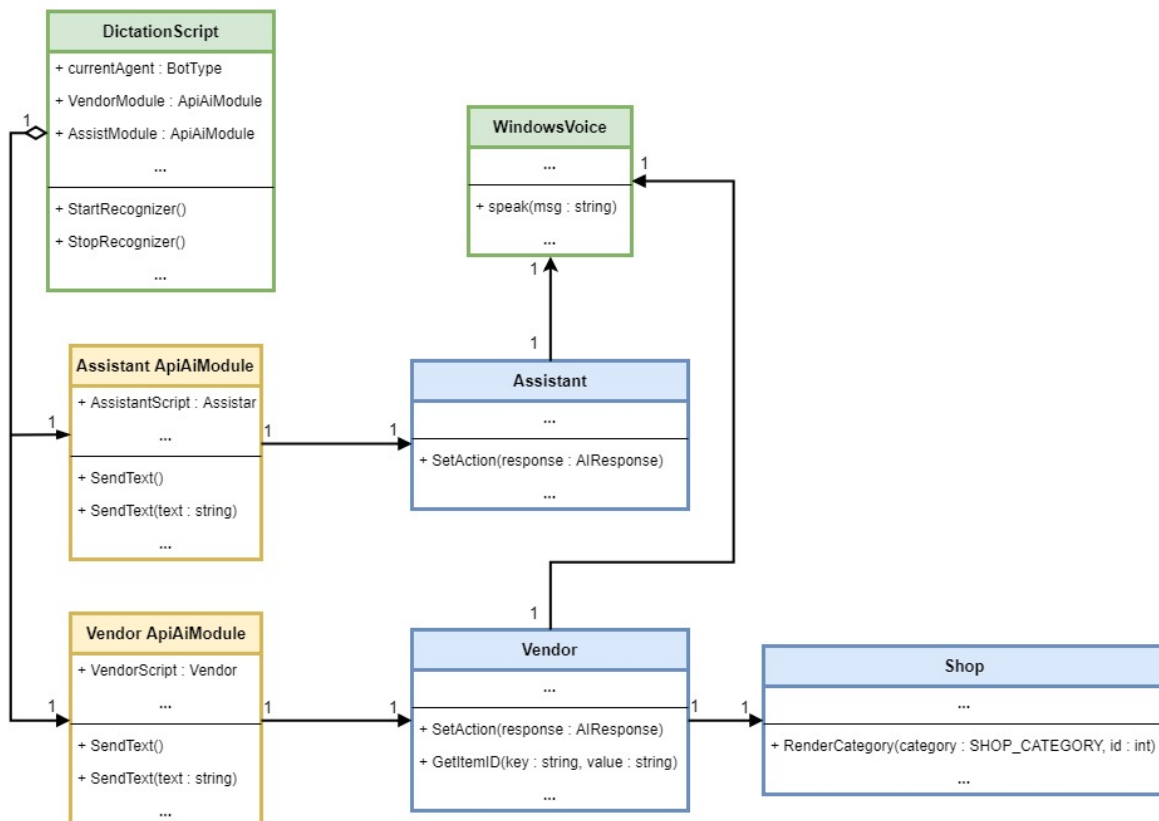 DictationScript
+ currentAgent : BotType
+ VendorModule : ApiAiModule
+ AssistModule : ApiAiModule
...
+ StartRecognizer()
+ StopRecognizer()
...
1
WindowsVoice
...
+ speak(msg : string)
...
1
1
1
Assistant ApiAiModule
+ AssistantScript : Assistar
...
+ SendText()
+ SendText(text : string)
...
1
1
1
Assistant
...
+ SetAction(response : AIResponse)
...
Vendor ApiAiModule
+ VendorScript : Vendor
...
+ SendText()
+ SendText(text : string)
...
1
1
1
1
Vendor
...
+ SetAction(response : AIResponse)
+ GetItemID(key : string, value : string)
...
1
1
Shop
...
+ RenderCategory(category : SHOP_CATEGORY, id : int)
...